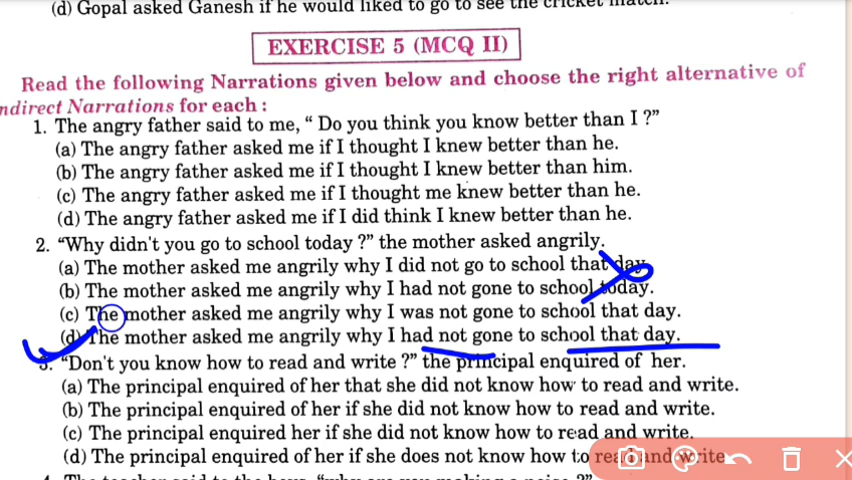 (d) Gopal asked Ganesh if he would liked to go to see the cricket match.
EXERCISE 5 (MCQ II)
Read the following Narrations given below and choose the right alternative of
ndirect Narrations for each :
1. The angry father said to me, “ Do you think you know better than I ?”
(a) The angry father asked me if I thought I knew better than he.
(b) The angry father asked me if I thought I knew better than him.
(c) The angry father asked me if I thought me knew better than he.
(d) The angry father asked me if I did think I knew better than he.
2. “Why didn't you go to school today ?” the mother asked angrily.
(a) The mother asked me angrily why I did not go to school that day.
(b) The mother asked me angrily why I had not gone to school today.
(c) The mother asked me angrily why I was not gone to school that day.
(d) The mother asked me angrily why I had not gone to school that day.
3. “Don't you know how to read and write ?” the principal enquired of her.
(a) The principal enquired of her that she did not know how to read and write.
(b) The principal enquired of her if she did not know how to read and write.
(c) The principal enquired her if she did not know how to read and write.
(d) The principal enquired of her if she does not know how to read and write